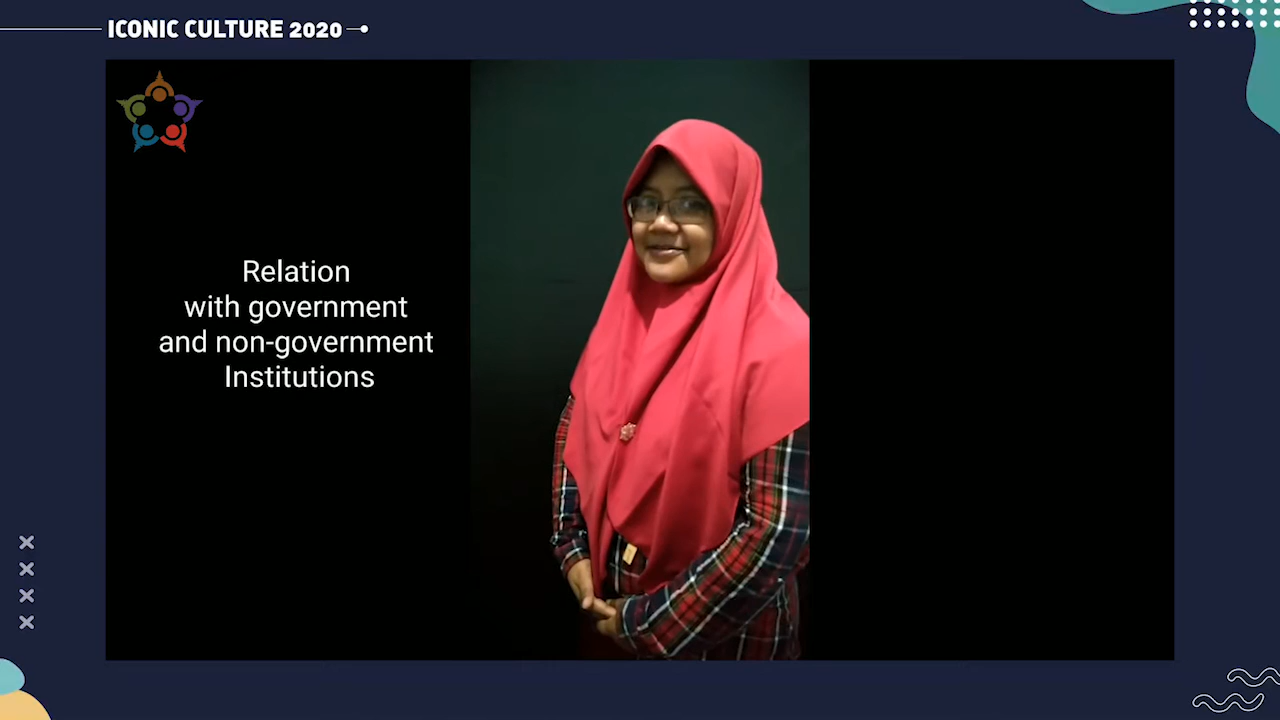 ICONIC CULTURE 2020
Relation
with government
and non-government
Institutions